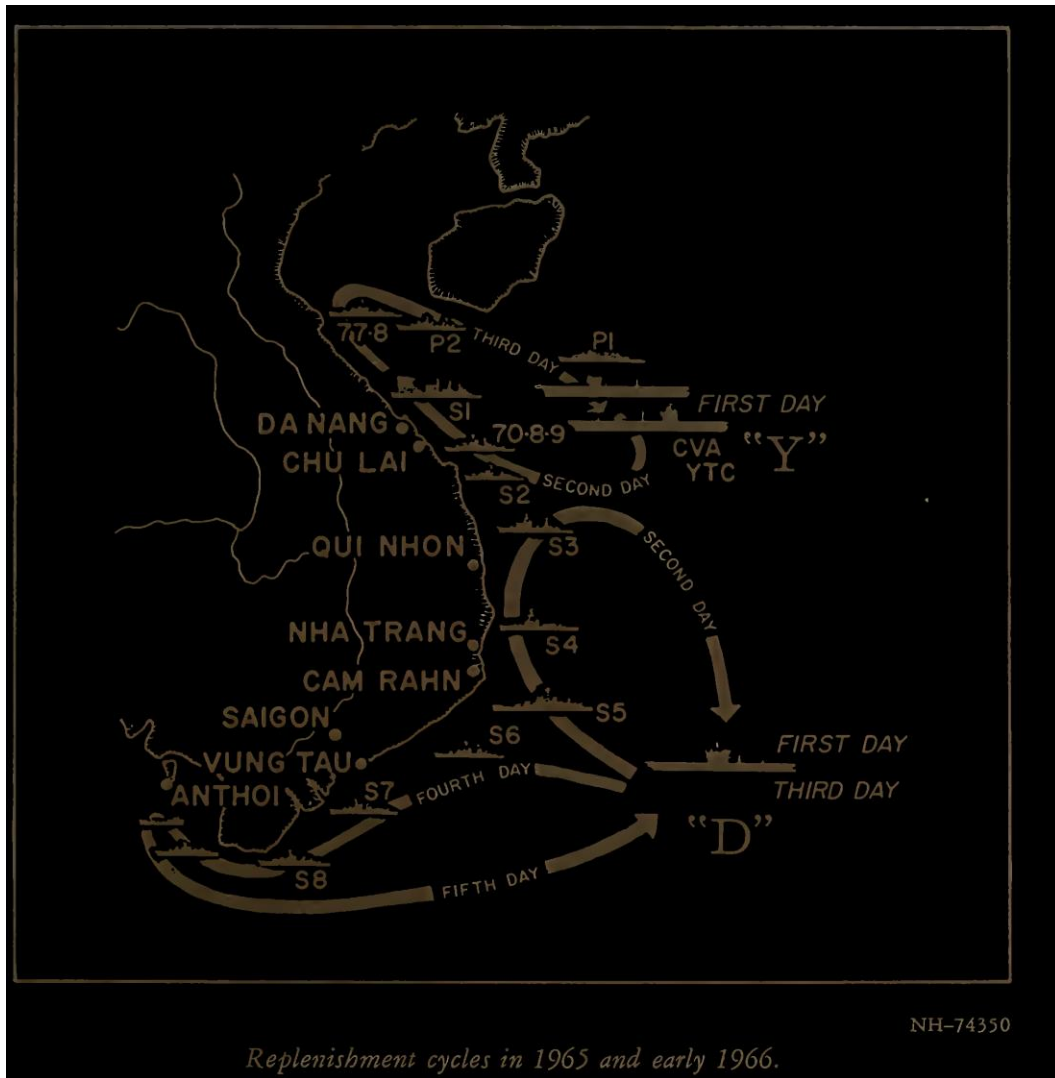 77·8
P2
THIRD DAY
P1
S1
FIRST DAY
DA NANG
70·8·9
CVA
YTC
"Y"
CHU LAI
S2
SECOND DAY
QUI NHON
S3
SECOND DAY
NHA TRANG
S4
CAM RAHN
SAIGON
S5
S6
FIRST DAY
VUNG TAU
THIRD DAY
ANTHOI
S7
FOURTH DAY
"D"
S8
FIFTH DAY
NH-74350
Replenishment cycles in 1965 and early 1966.